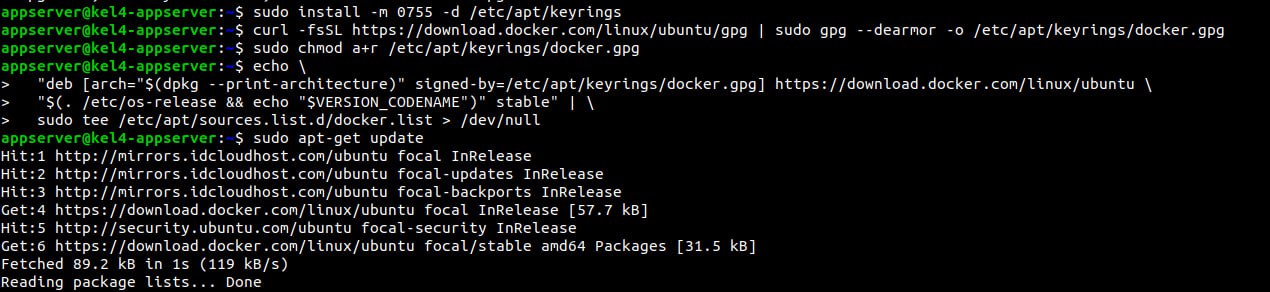 appserver@kel4-appserver:~$ sudo install -m 0755 -d /etc/apt/keyrings
appserver@kel4-appserver:~$ curl -fsSL https://download.docker.com/linux/ubuntu/gpg | sudo gpg --dearmor -o /etc/apt/keyrings/docker.gpg
appserver@kel4-appserver:~$ sudo chmod a+r /etc/apt/keyrings/docker.gpg
appserver@kel4-appserver:~$ echo \
>   "deb [arch="$(dpkg --print-architecture)" signed-by=/etc/apt/keyrings/docker.gpg] https://download.docker.com/linux/ubuntu \
>   "$(. /etc/os-release && echo "$VERSION_CODENAME")" stable" | \
>   sudo tee /etc/apt/sources.list.d/docker.list > /dev/null
appserver@kel4-appserver:~$ sudo apt-get update
Hit:1 http://mirrors.idcloudhost.com/ubuntu focal InRelease
Hit:2 http://mirrors.idcloudhost.com/ubuntu focal-updates InRelease
Hit:3 http://mirrors.idcloudhost.com/ubuntu focal-backports InRelease
Get:4 https://download.docker.com/linux/ubuntu focal InRelease [57.7 kB]
Hit:5 http://security.ubuntu.com/ubuntu focal-security InRelease
Get:6 https://download.docker.com/linux/ubuntu focal/stable amd64 Packages [31.5 kB]
Fetched 89.2 kB in 1s (119 kB/s)
Reading package lists... Done